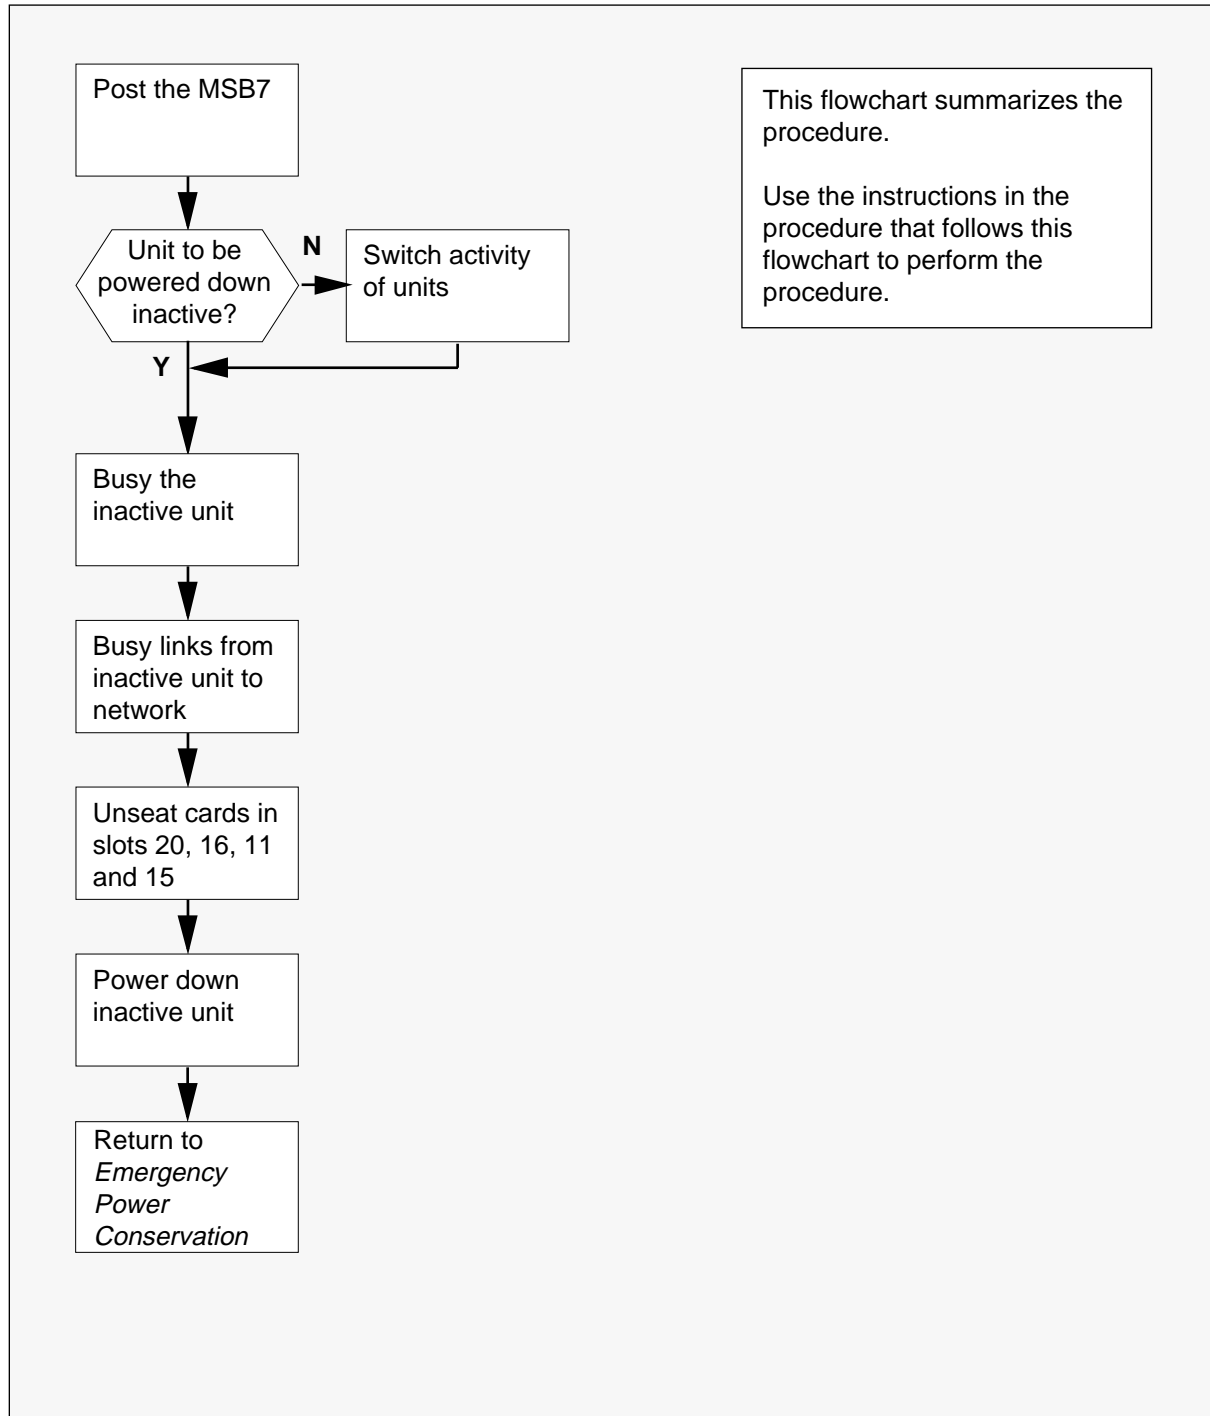 Post the MSB7
This flowchart summarizes the
procedure.
Use the instructions in the
procedure that follows this
flowchart to perform the
procedure.
Unit to be
powered down
inactive?
N
Switch activity
of units
Y
Busy the
inactive unit
Busy links from
inactive unit to
network
Unseat cards in
slots 20, 16, 11
and 15
Power down
inactive unit
Return to
Emergency
Power
Conservation